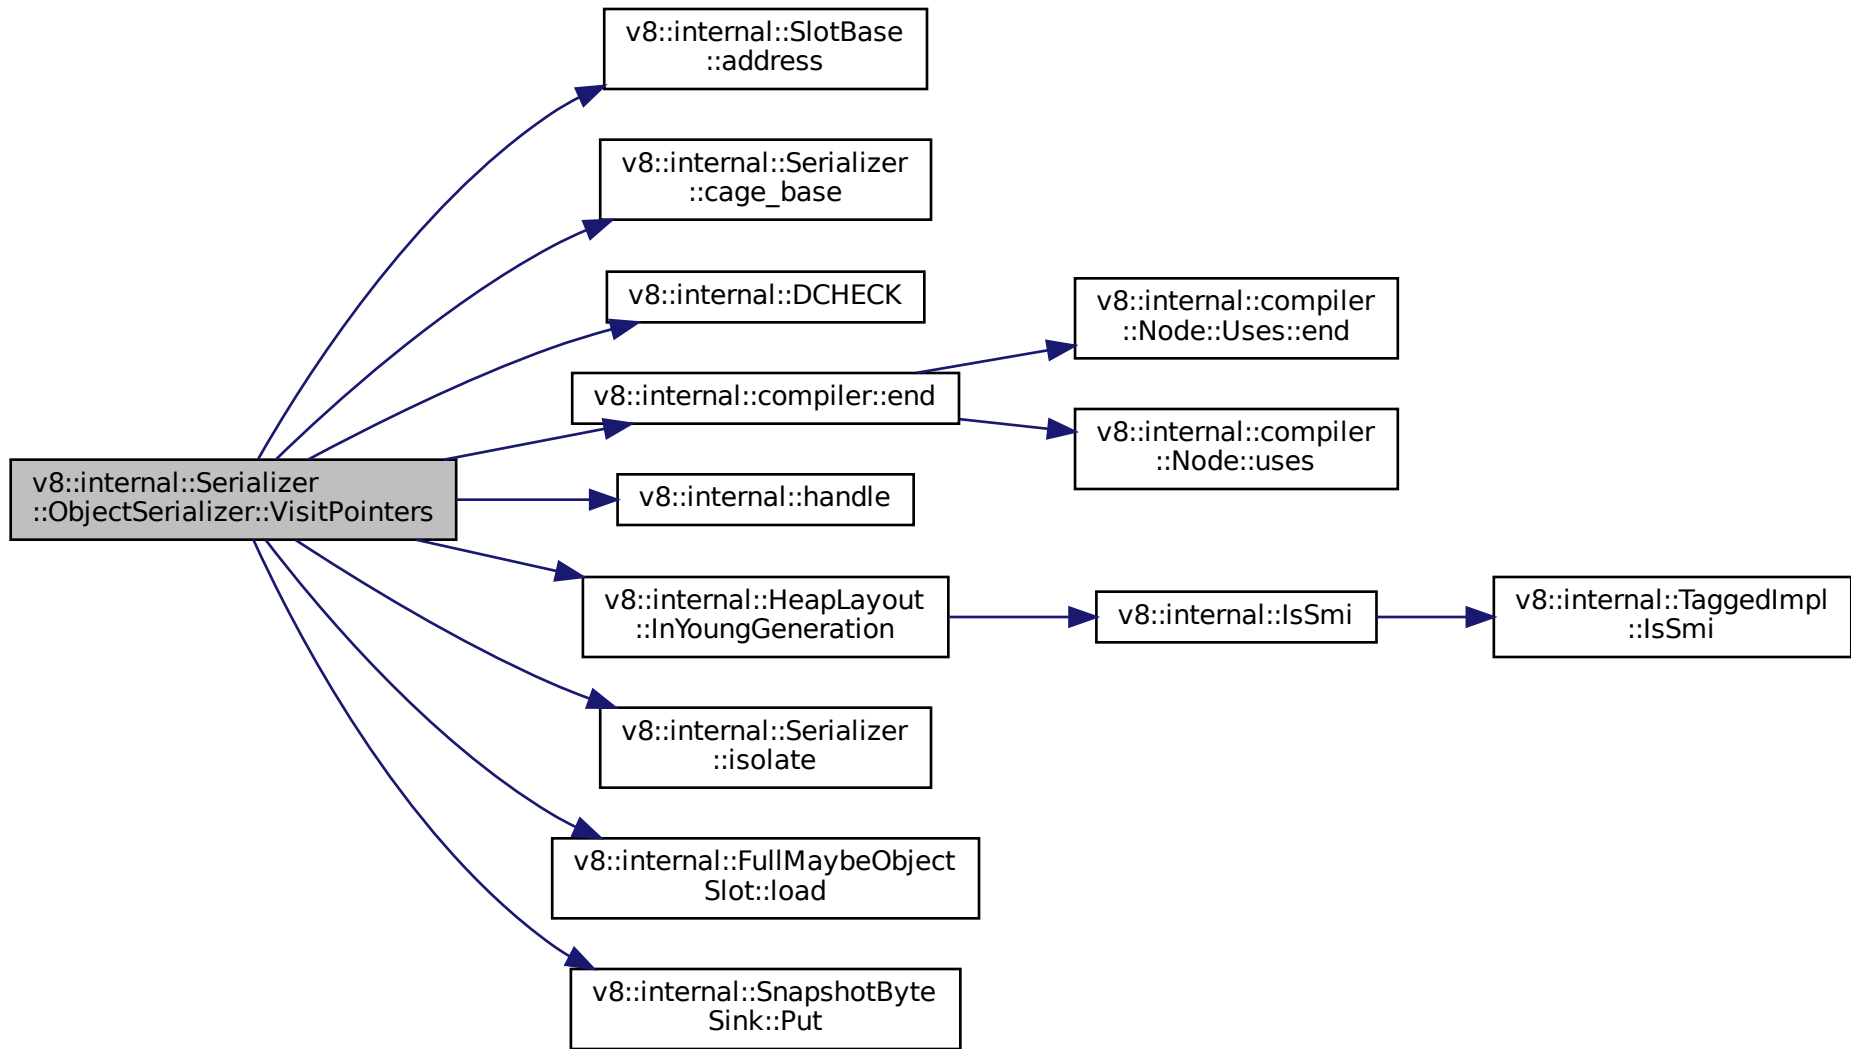 v8::internal::SlotBase
::address
v8::internal::Serializer
::cage_base
v8::internal::DCHECK
v8::internal::compiler
::Node::Uses::end
v8::internal::compiler::end
v8::internal::compiler
::Node::uses
v8::internal::Serializer
::ObjectSerializer::VisitPointers
v8::internal::handle
v8::internal::HeapLayout
::InYoungGeneration
v8::internal::IsSmi
v8::internal::TaggedImpl
::IsSmi
v8::internal::Serializer
::isolate
v8::internal::FullMaybeObject
Slot::load
v8::internal::SnapshotByte
Sink::Put